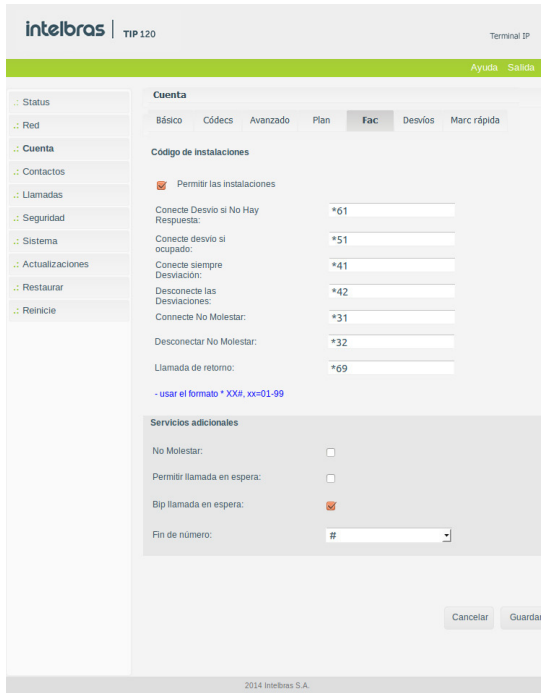 intelbras TIP 120
Terminal IP
Ayuda Salida
.: Status
.: Red
.: Cuenta
.: Contactos
.: Llamadas
.: Seguridad
.: Sistema
.: Actualizaciones
.: Restaurar
.: Reinicie
Cuenta
Básico Códecs Avanzado Plan Fac Desvíos Marc rápida
Código de instalaciones
Permitir las instalaciones
Conecte Desvio si No Hay
Respuesta:
*61
Conecte desvío si
ocupado:
*51
Conecte siempre
Desviación:
*41
Desconecte las
Desviaciones:
*42
Connecte No Molestar:
*31
Desconectar No Molestar:
*32
Llamada de retorno:
*69
- usar el formato * XX#, xx=01-99
Servicios adicionales
No Molestar:
Permitir llamada en espera:
Bip llamada en espera:
Fin de número:
#
Cancelar Guardar
2014 Intelbras S.A.